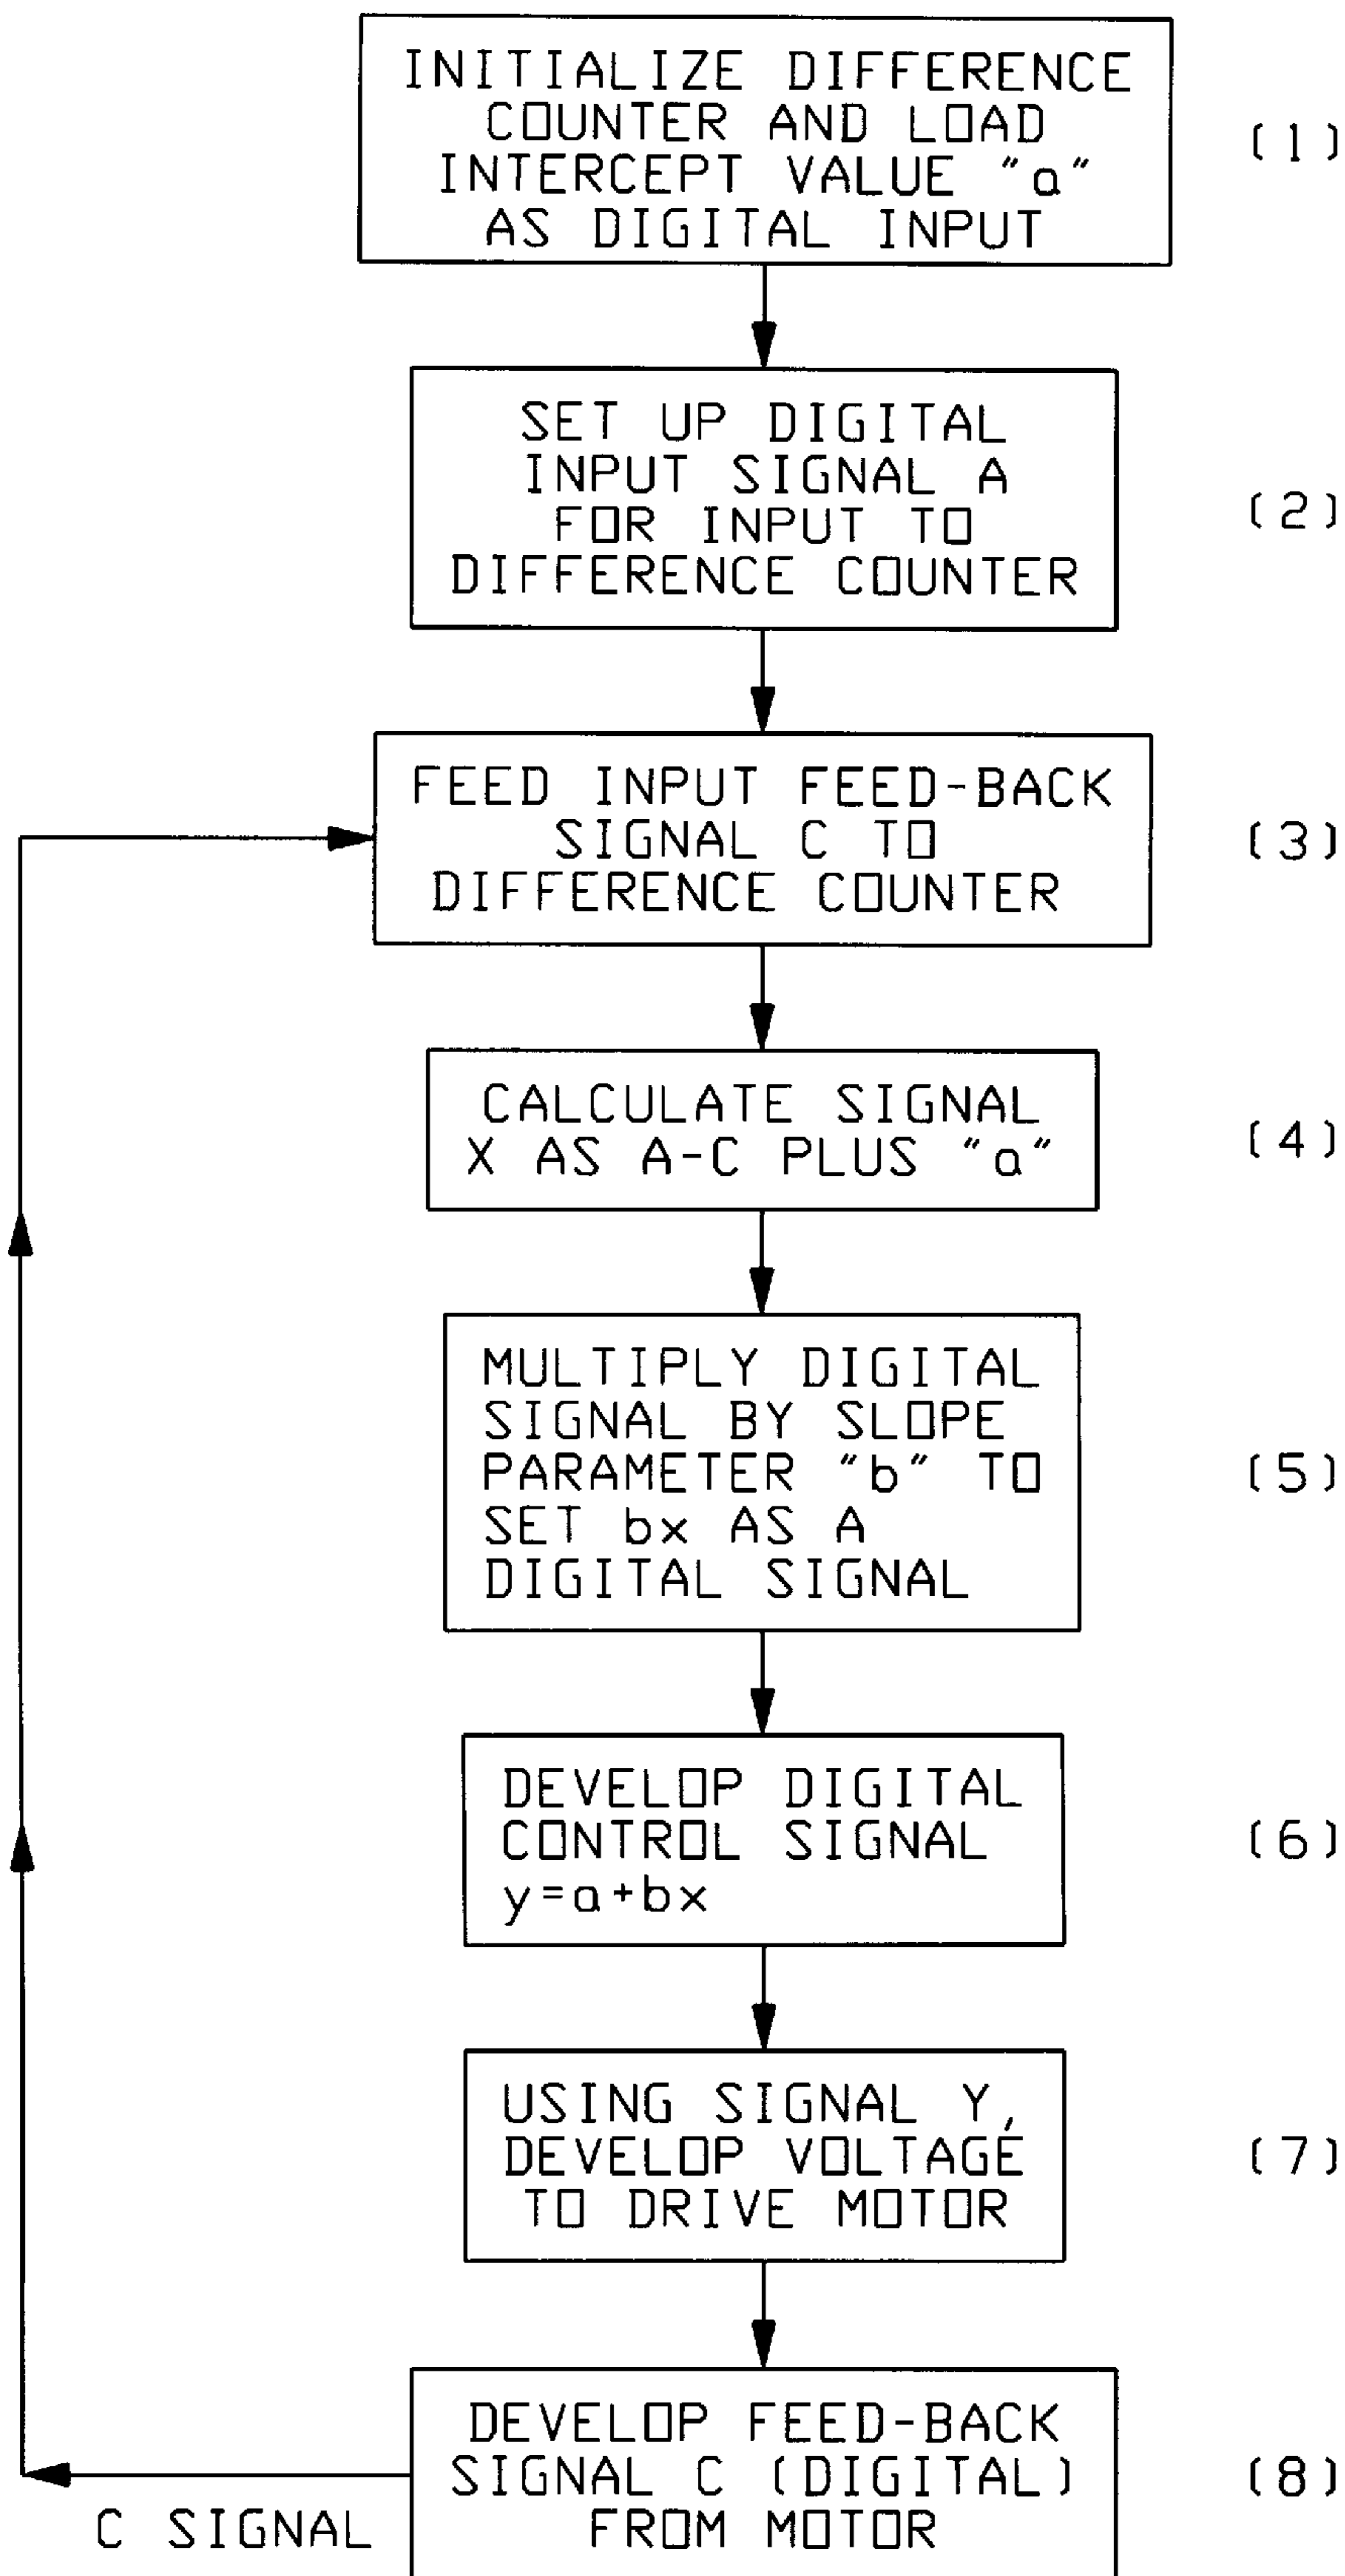 INITIALIZE DIFFERENCE
COUNTER AND LOAD
INTERCEPT VALUE "a"
AS DIGITAL INPUT
(1)
SET UP DIGITAL
INPUT SIGNAL A
FOR INPUT TO
DIFFERENCE COUNTER
(2)
FEED INPUT FEED-BACK
SIGNAL C TO
DIFFERENCE COUNTER
(3)
CALCULATE SIGNAL
X AS A-C PLUS "a"
(4)
MULTIPLY DIGITAL
SIGNAL BY SLOPE
PARAMETER "b" TO
SET bx AS A
DIGITAL SIGNAL
(5)
DEVELOP DIGITAL
CONTROL SIGNAL
y=a+bx
(6)
USING SIGNAL Y,
DEVELOP VOLTAGE
TO DRIVE MOTOR
(7)
DEVELOP FEED-BACK
SIGNAL C (DIGITAL)
FROM MOTOR
(8)
C SIGNAL